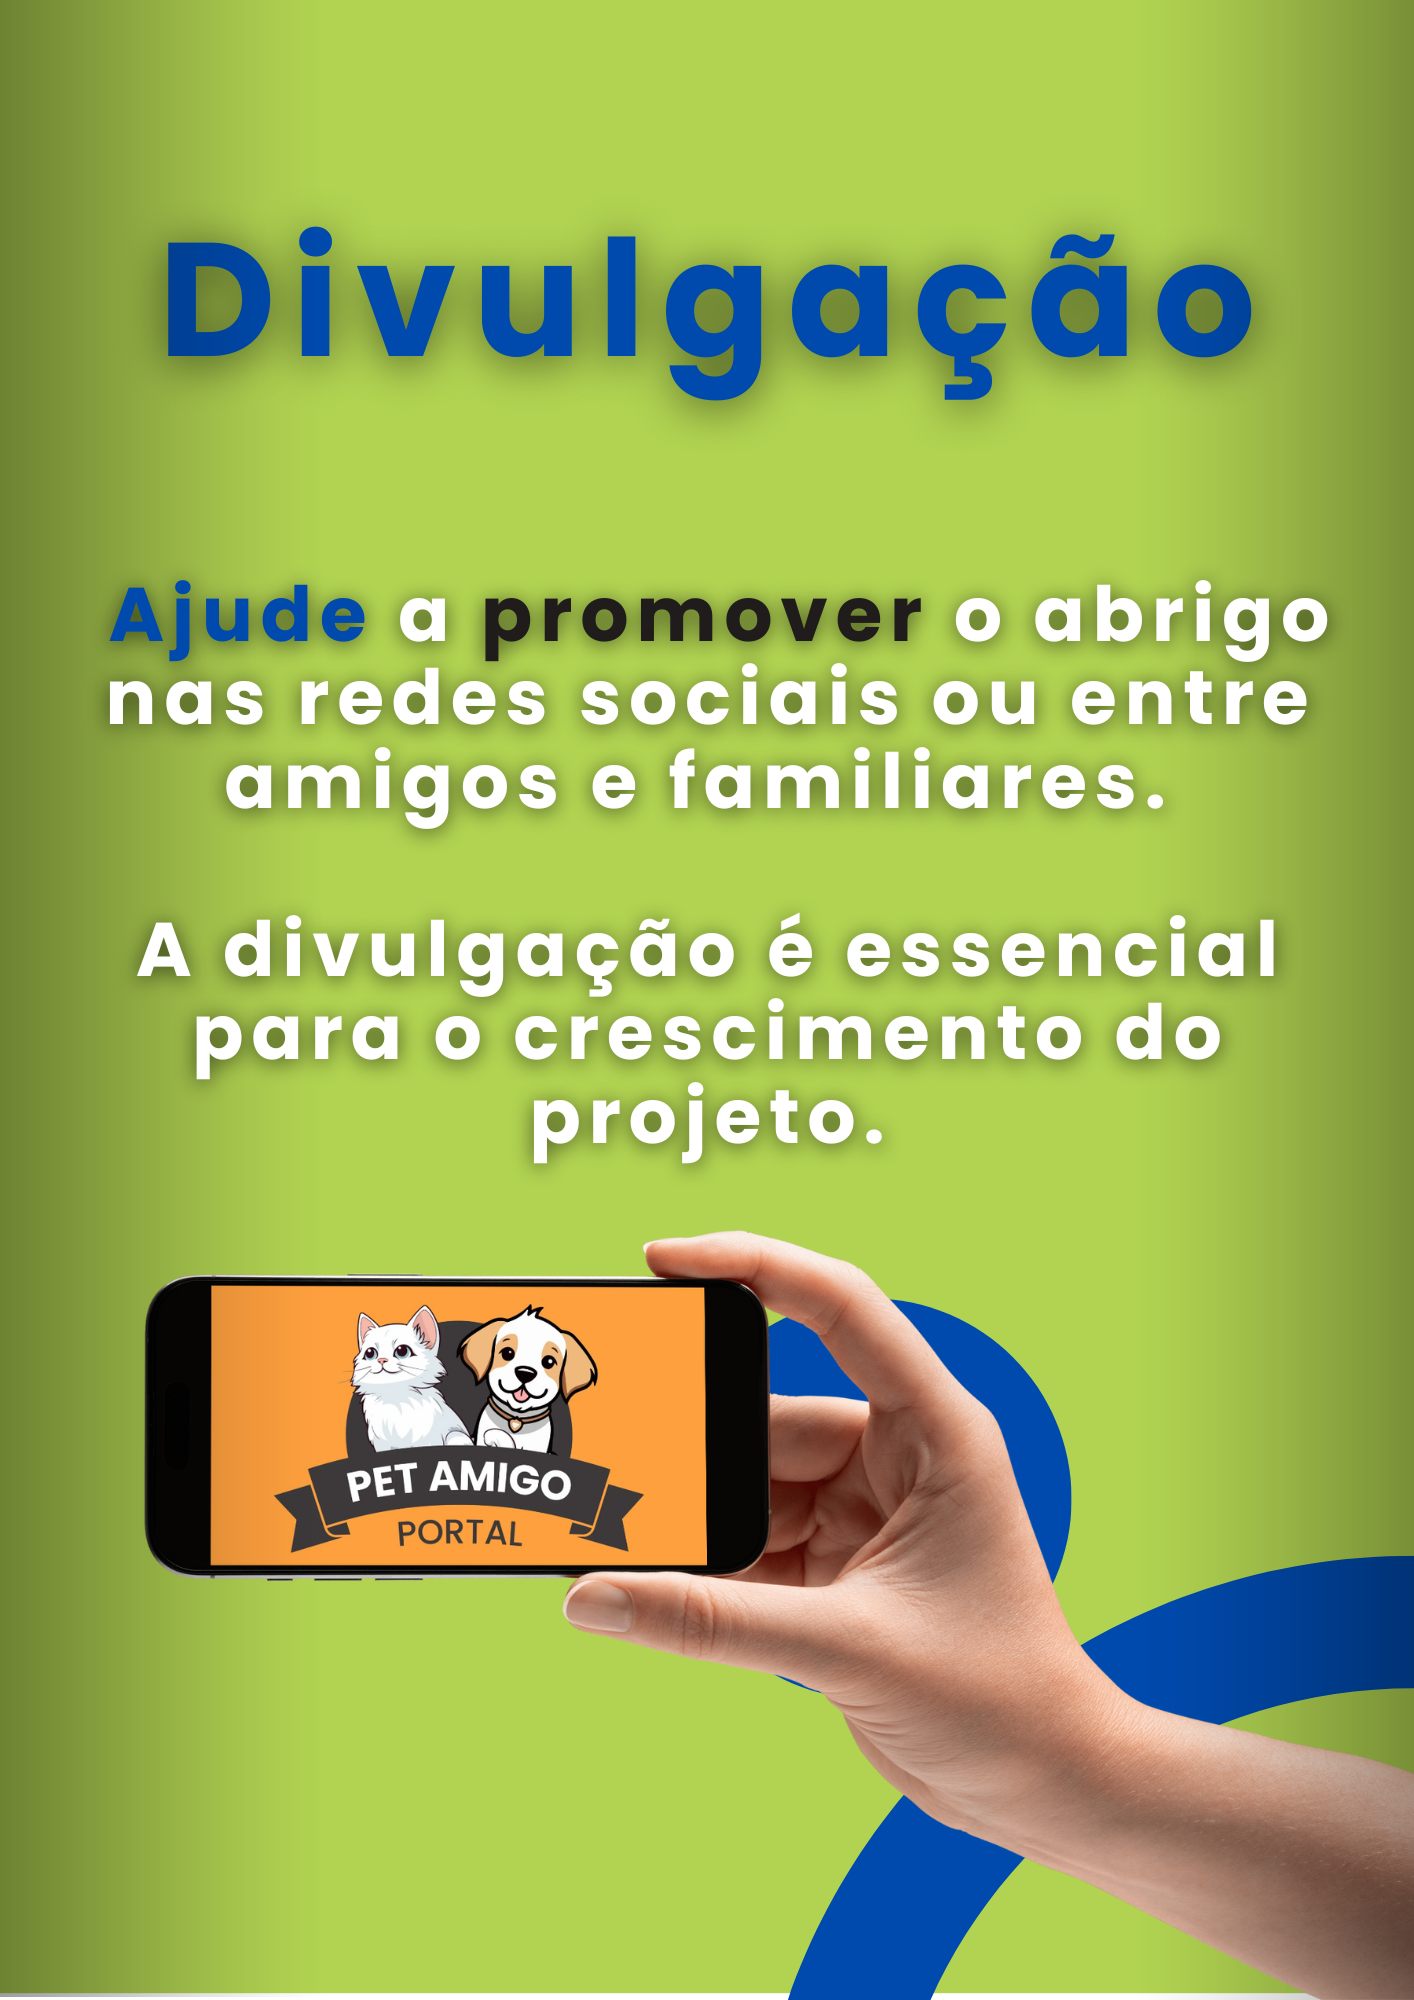 Divulgação
Ajude a promover o abrigo
nas redes sociais ou entre
amigos e familiares.
A divulgação é essencial
para o crescimento do
projeto.
PET AMIGO
PORTAL